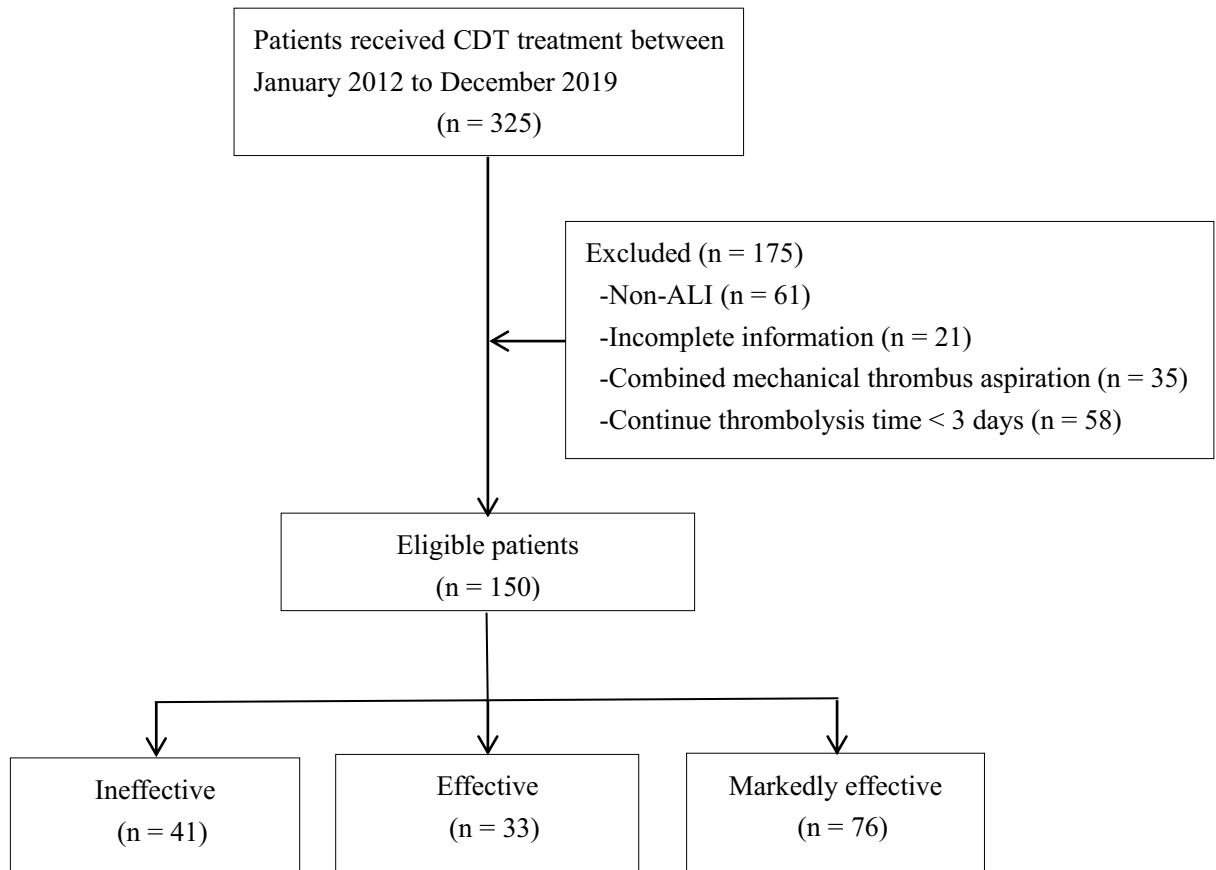 Patients received CDT treatment between
January 2012 to December 2019
(n = 325)
Excluded (n = 175)
-Non-ALI (n = 61)
-Incomplete information (n = 21)
-Combined mechanical thrombus aspiration (n = 35)
-Continue thrombolysis time < 3 days (n = 58)
Eligible patients
(n = 150)
Ineffective
(n = 41)
Effective
(n = 33)
Markedly effective
(n = 76)